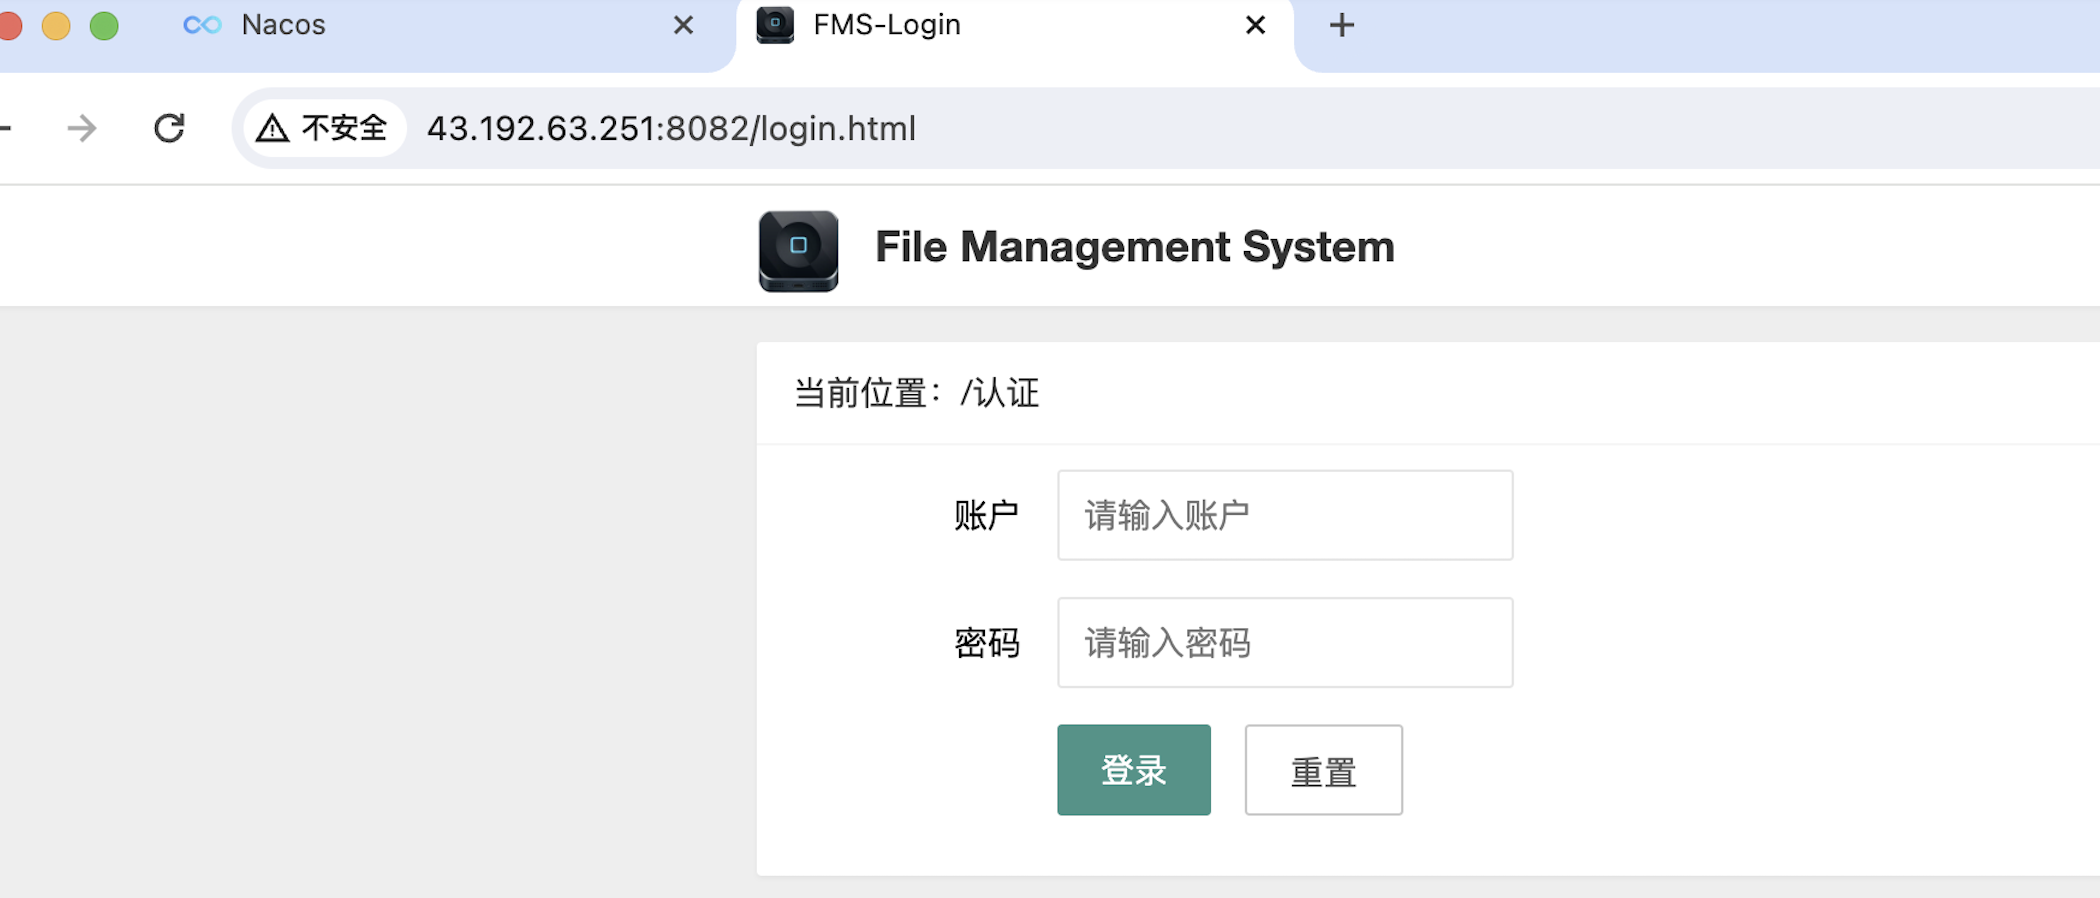 Nacos
FMS-Login
不安全
43.192.63.251:8082/login.html
File Management System
当前位置：/认证
账户
请输入账户
密码
请输入密码
登录
重置